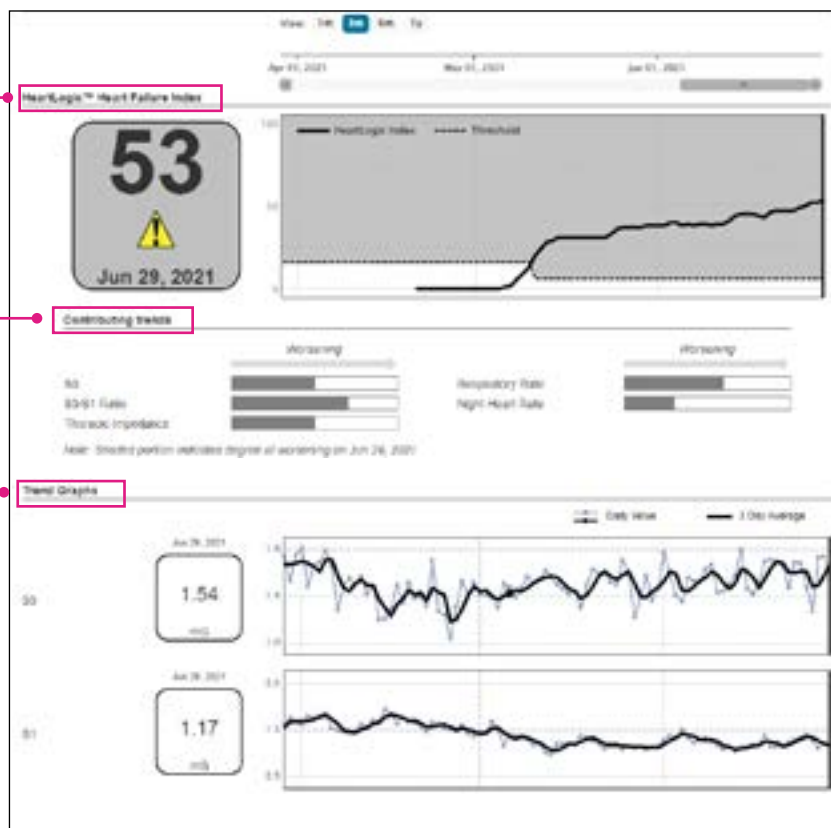 View: 1m 3m 6m 1y
Apr 01, 2021 May 01, 2021 Jun 01, 2021
HeartLogic™ Heart Failure Index
53
Jun 29, 2021
100
HeartLogic Index Threshold
50
0
Contributing trends
Worsening Worsening
S3 Respiratory Rate
S3/S1 Ratio Night Heart Rate
Thoracic Impedance
Note: Shaded portion indicates degree of worsening on Jun 29, 2021
Trend Graphs
Daily Value 3 Day Average
Jun 29, 2021
S3
1.54
mG
1.0
Jun 29, 2021
S1
1.17
mG